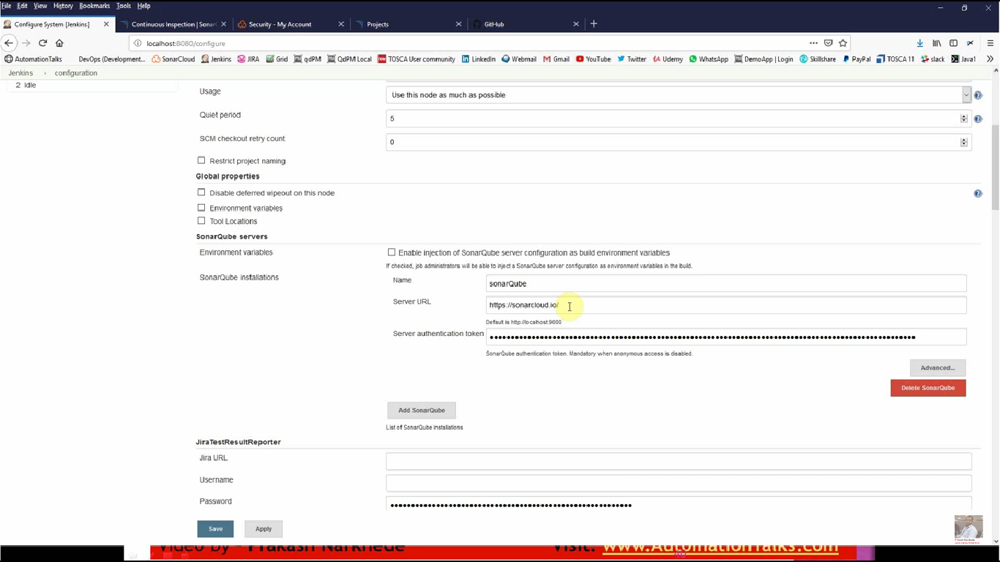 File Edit View History Bookmarks Tools Help
Configure System [Jenkins] Continuous Inspection | Sonar Security - My Account Projects GitHub
localhost:8080/configure
AutomationTalks DevOps (Development... SonarCloud Jenkins JIRA Grid qdPM QdPM Local TOSCA User community LinkedIn Webmail Gmail YouTube Twitter Udemy WhatsApp DemoApp | Login Skillshare PayPal TOSCA 11 slack Java1
Jenkins configuration
2 Idle
Usage Use this node as much as possible
Quiet period 5
SCM checkout retry count 0
Restrict project naming
Global properties
Disable deferred wipeout on this node
Environment variables
Tool Locations
SonarQube servers
Environment variables Enable injection of SonarQube server configuration as build environment variables
If checked, job administrators will be able to inject a SonarQube server configuration as environment variables in the build.
SonarQube installations
Name sonarQube
Server URL https://sonarcloud.io/
Default is http://localhost:9000
Server authentication token
SonarQube authentication token. Mandatory when anonymous access is disabled.
Advanced...
Delete SonarQube
Add SonarQube
List of SonarQube installations
JiraTestResultReporter
Jira URL
Username
Password
Save Apply
Video by - Prakash Narkhede Visit: www.AutomationTalks.com